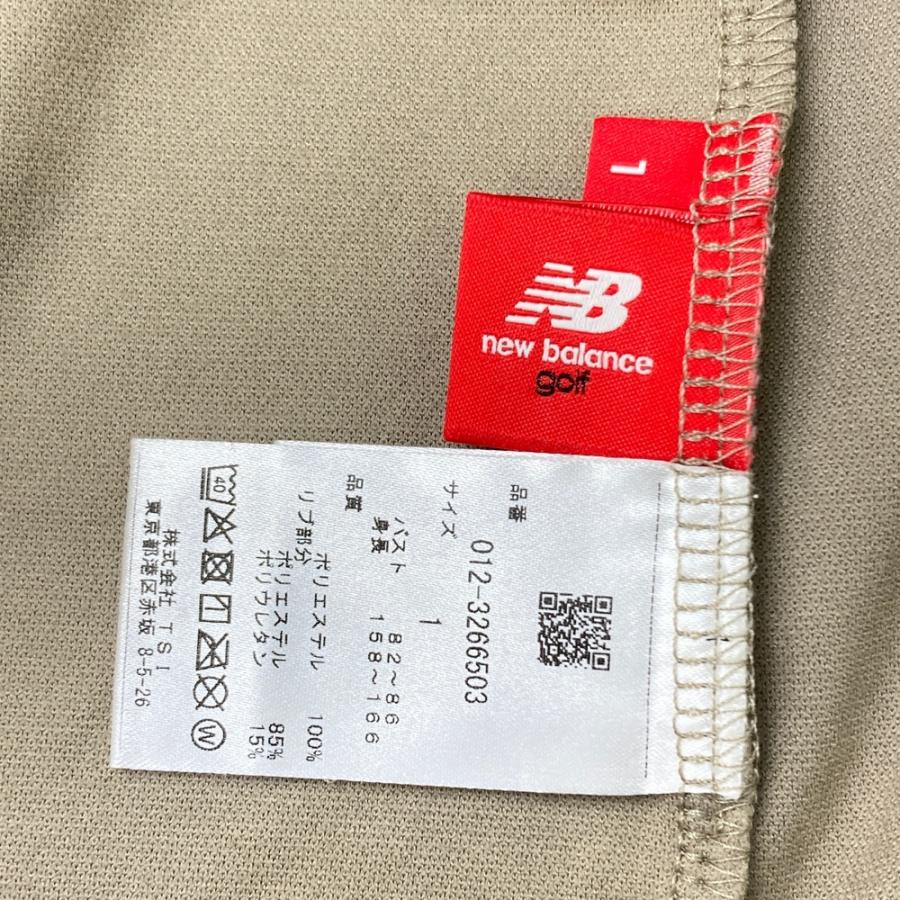 1
NB
new balance
golf
品番
012-3266503
サイズ
1
バスト 82~86
身長 158~166
品質
ポリエステル 100%
リブ部分
ポリエステル 85%
ポリウレタン 15%
40
W
株式会社 TSI
東京都港区赤坂 8-5-26